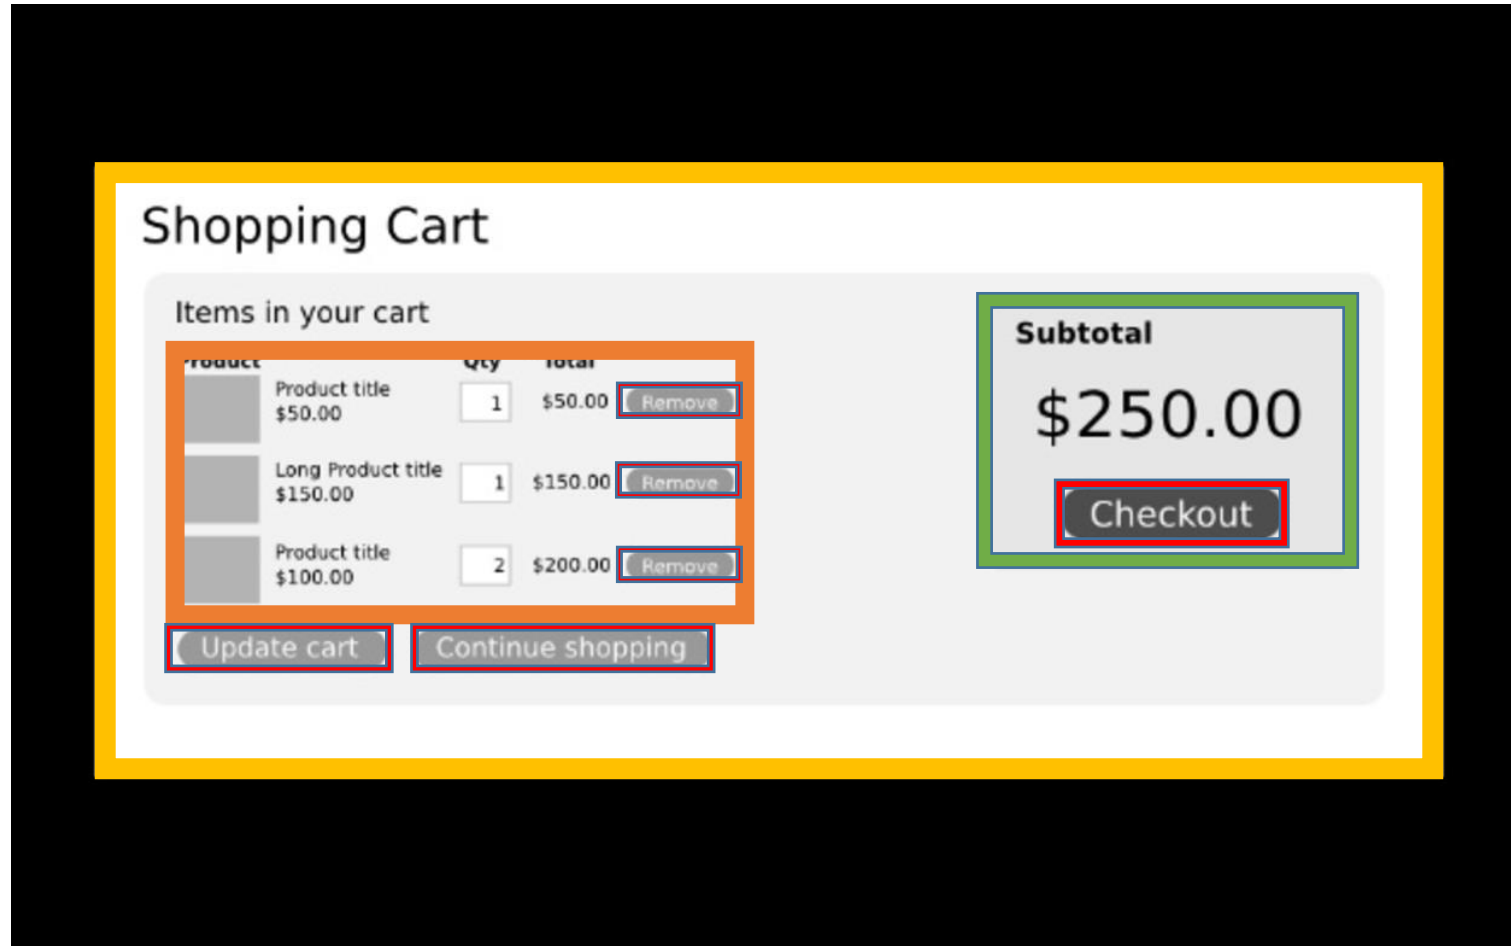 Shopping Cart
Items in your cart
Product Qty Total
Product title
$50.00
1 $50.00 Remove
Long Product title
$150.00
1 $150.00 Remove
Product title
$100.00
2 $200.00 Remove
Update cart Continue shopping
Subtotal
$250.00
Checkout